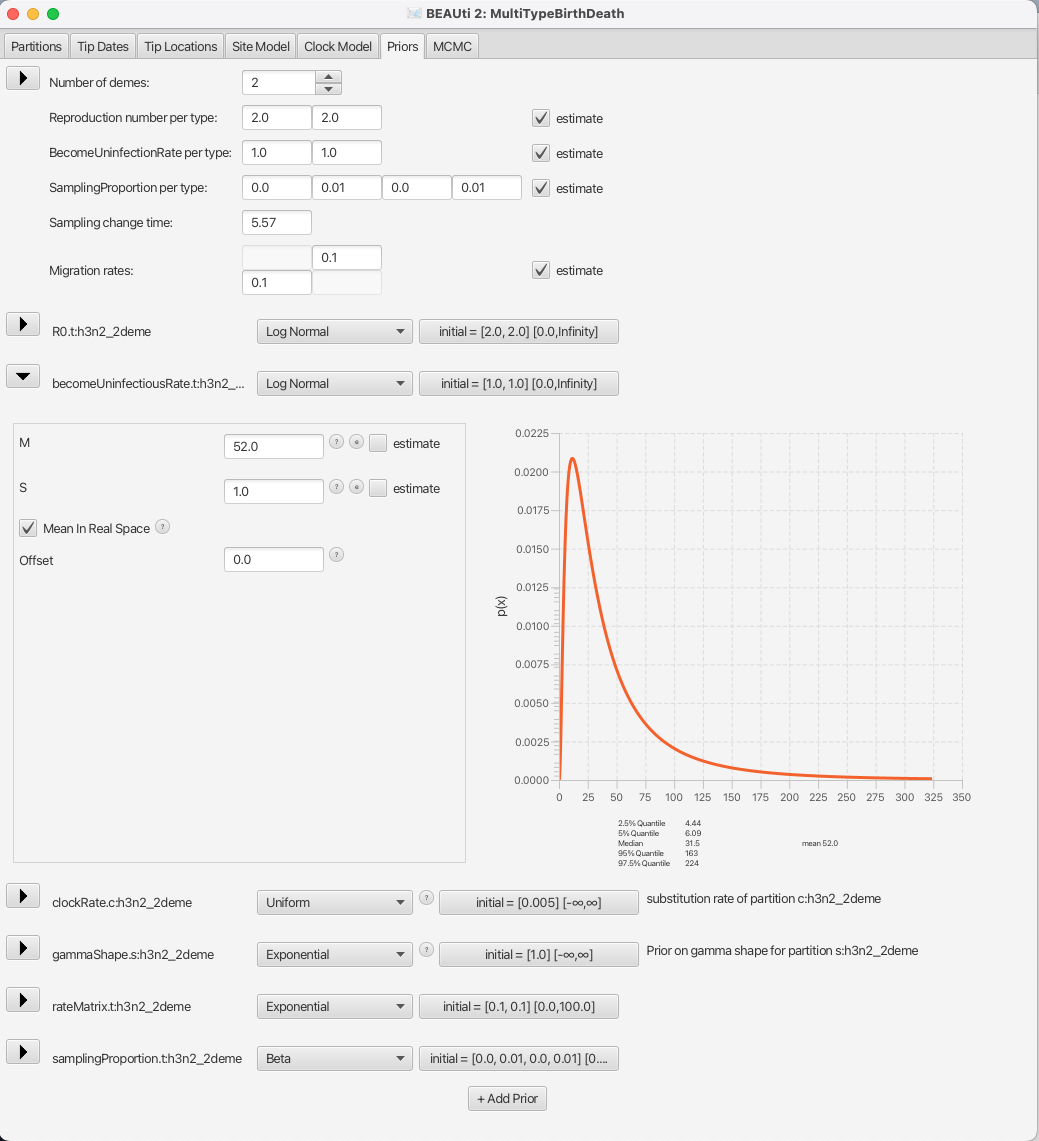 BEAUti 2: MultiTypeBirthDeath
Partitions Tip Dates Tip Locations Site Model Clock Model Priors MCMC
Number of demes: 2
Reproduction number per type: 2.0 2.0 estimate
BecomeUninfectionRate per type: 1.0 1.0 estimate
SamplingProportion per type: 0.0 0.01 0.0 0.01 estimate
Sampling change time: 5.57
0.1
Migration rates: estimate
0.1
R0.t:h3n2_2deme Log Normal initial = [2.0, 2.0] [0.0,Infinity]
becomeUninfectiousRate.t:h3n2_... Log Normal initial = [1.0, 1.0] [0.0,Infinity]
M 52.0 ? e estimate
S 1.0 ? e estimate
Mean In Real Space ?
Offset 0.0 ?
p(x)
0.0225
0.0200
0.0175
0.0150
0.0125
0.0100
0.0075
0.0050
0.0025
0.0000
0 25 50 75 100 125 150 175 200 225 250 275 300 325 350
2.5% Quantile 4.44
5% Quantile 6.09
Median 31.5 mean 52.0
95% Quantile 163
97.5% Quantile 224
clockRate.c:h3n2_2deme Uniform ? initial = [0.005] [-∞,∞] substitution rate of partition c:h3n2_2deme
gammaShape.s:h3n2_2deme Exponential ? initial = [1.0] [-∞,∞] Prior on gamma shape for partition s:h3n2_2deme
rateMatrix.t:h3n2_2deme Exponential initial = [0.1, 0.1] [0.0,100.0]
samplingProportion.t:h3n2_2deme Beta initial = [0.0, 0.01, 0.0, 0.01] [0....
+ Add Prior